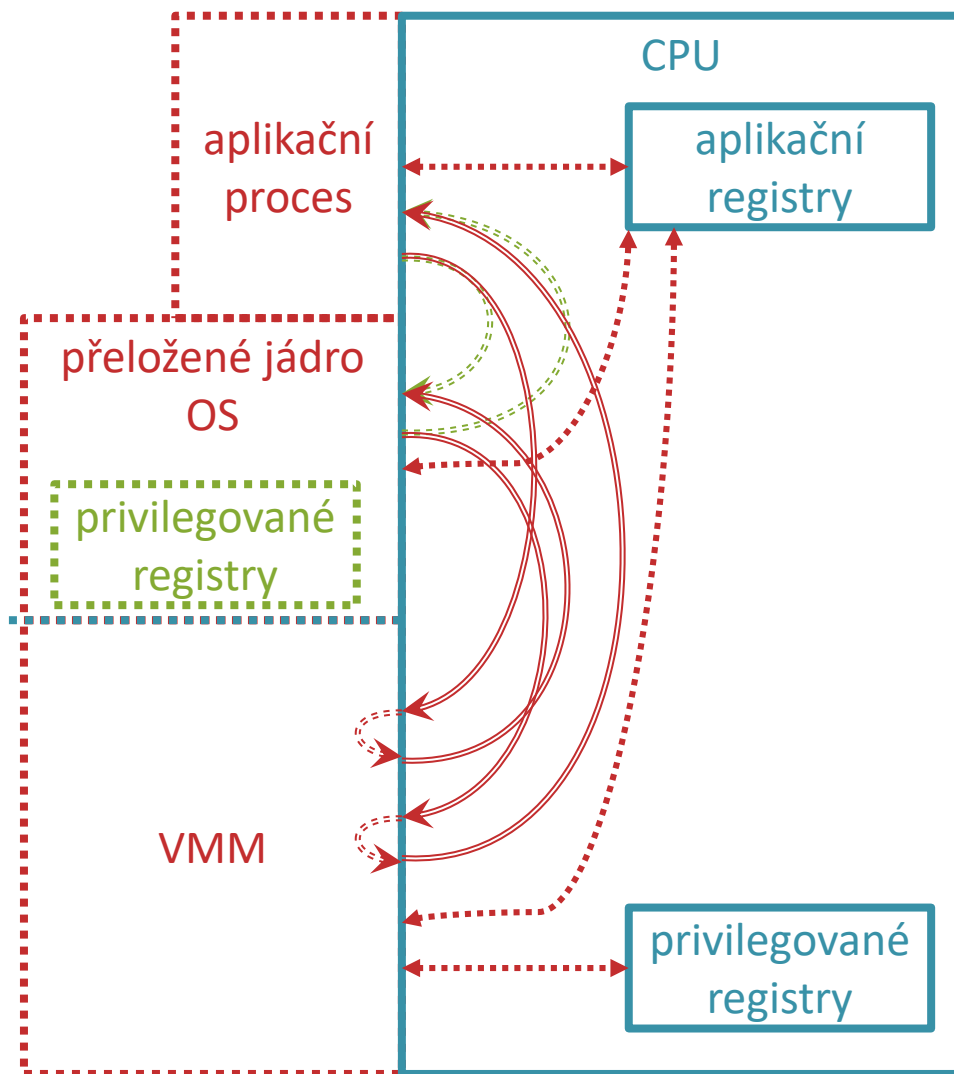 CPU
aplikační
proces
aplikační
registry
přeložené jádro
OS
privilegované
registry
VMM
privilegované
registry